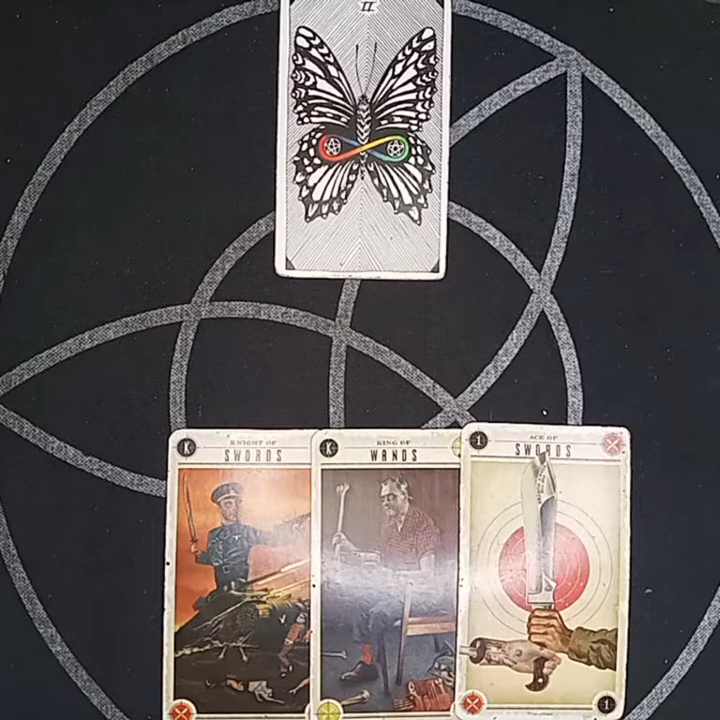 II
K KNIGHT OF
SWORDS
K KING OF
WANDS
1 ACE OF
SWORDS
1